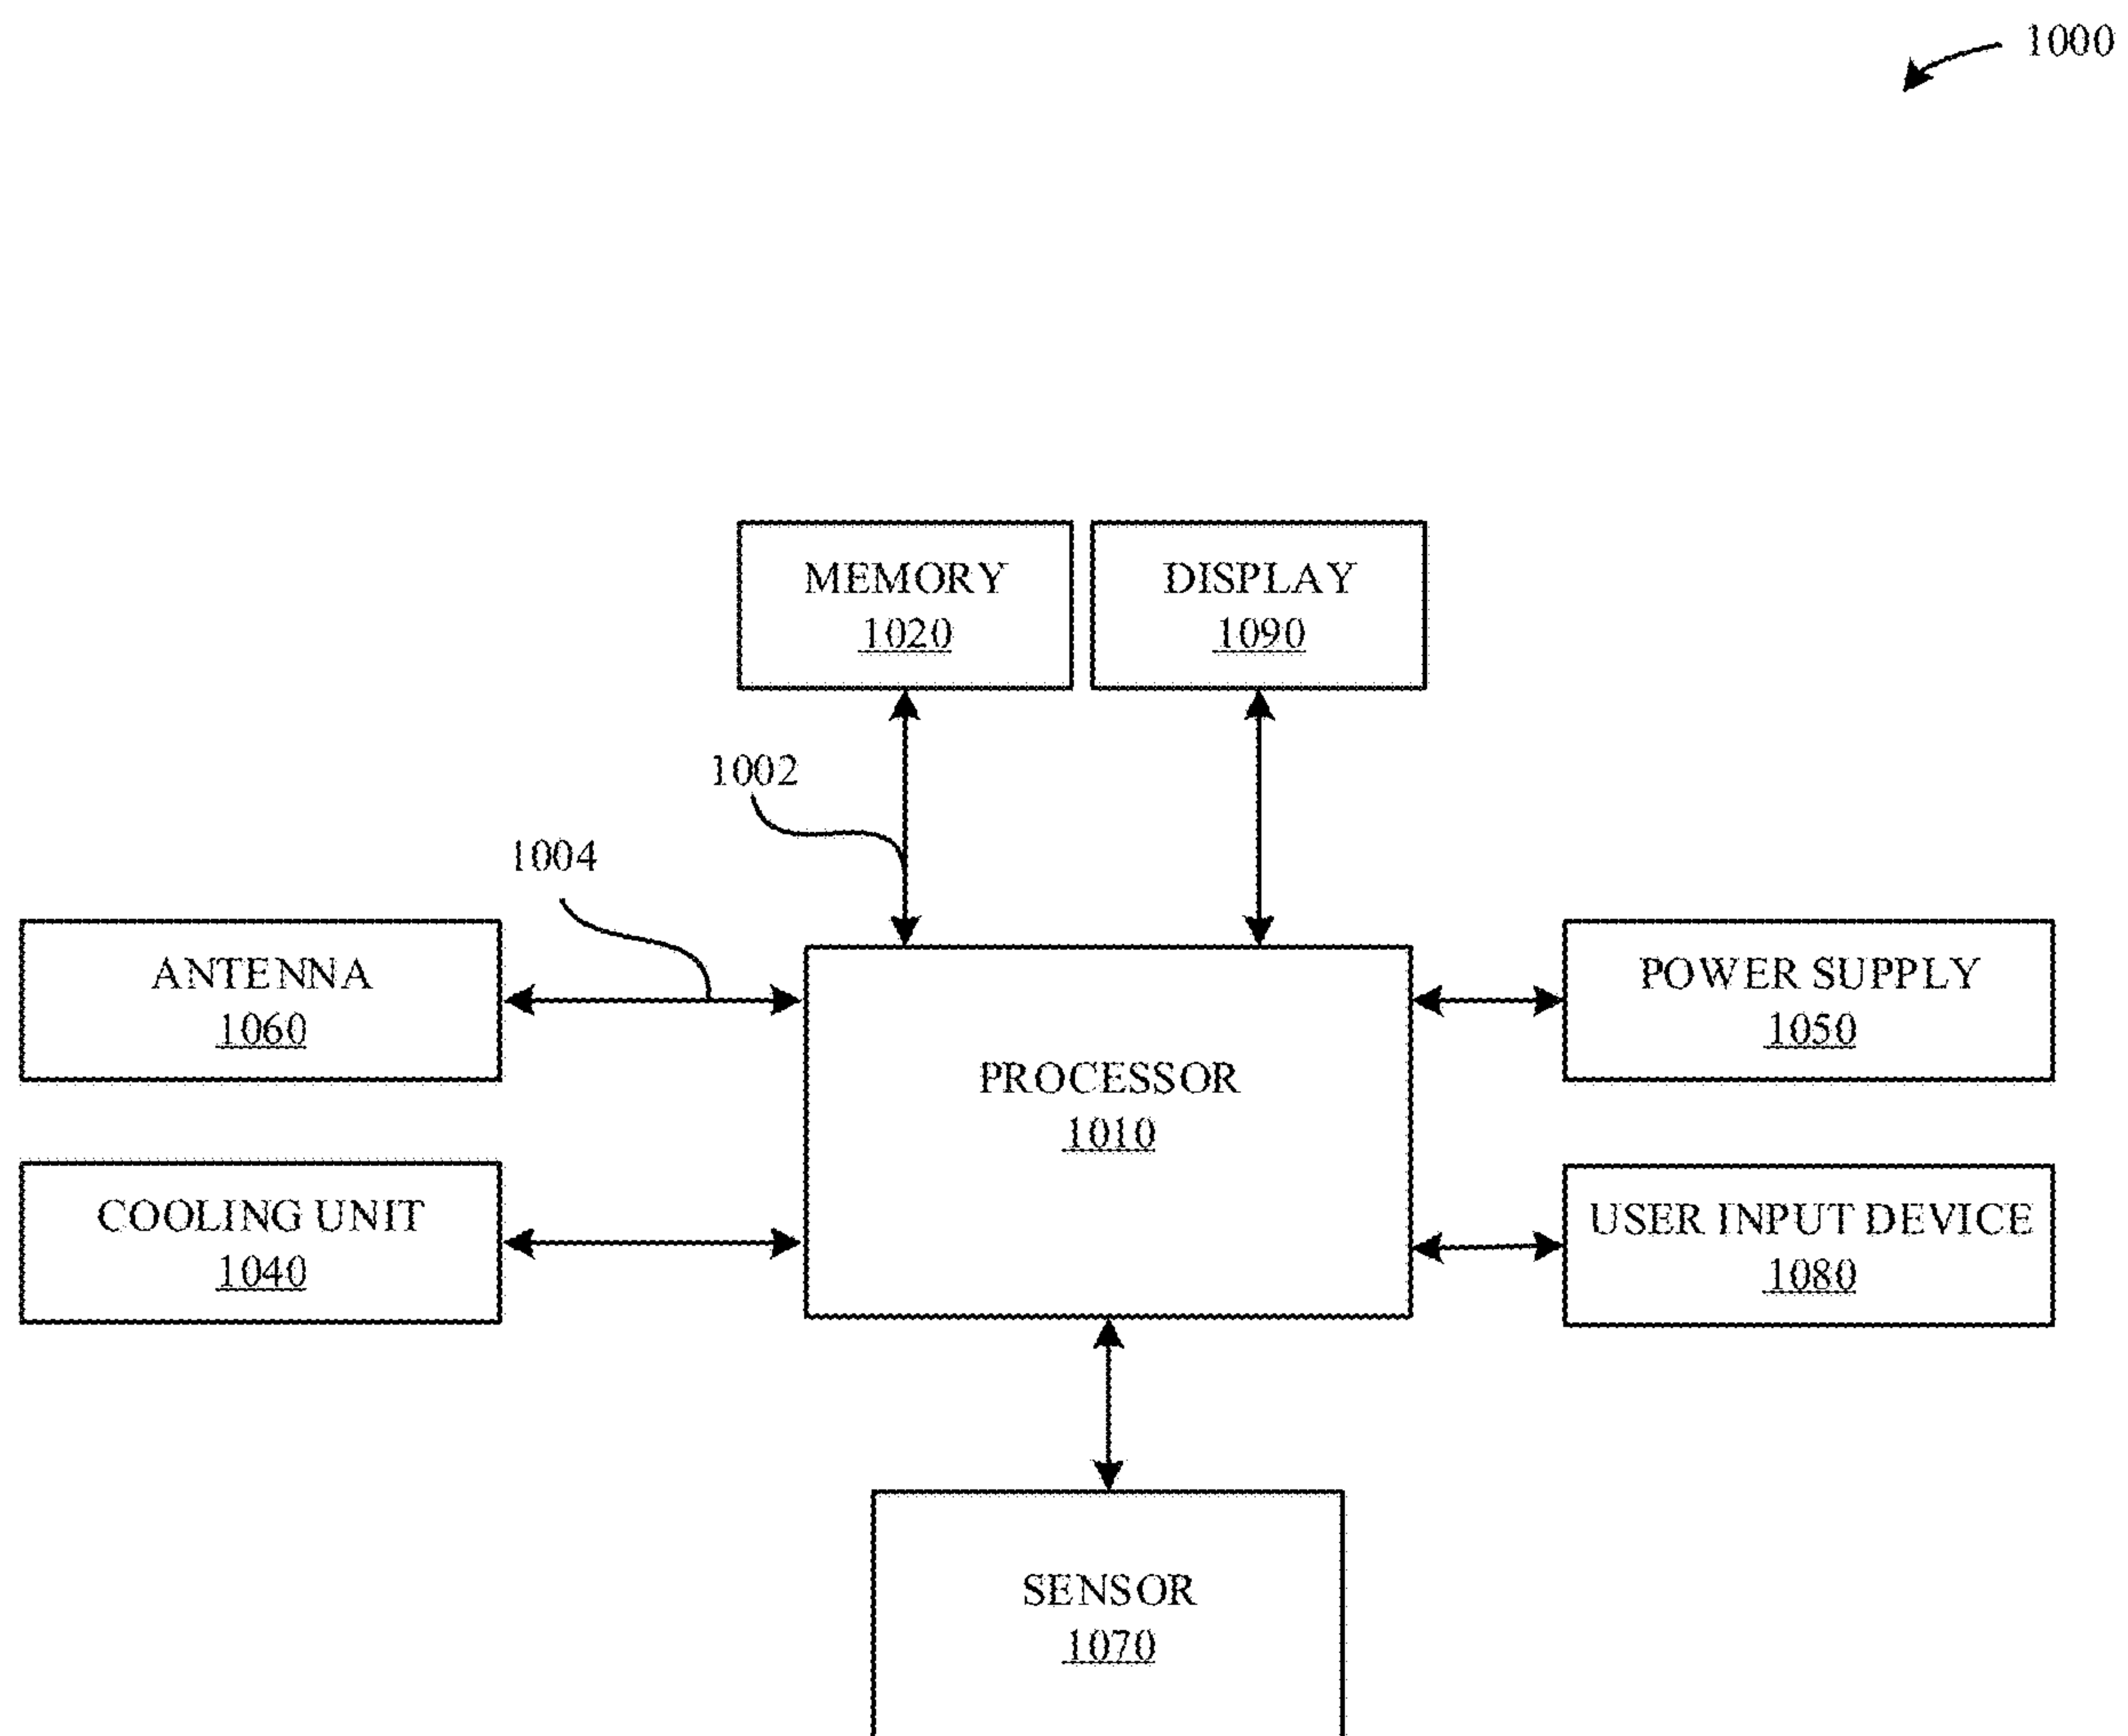 1000
MEMORY
1020
DISPLAY
1090
1002
1004
ANTENNA
1060
PROCESSOR
1010
POWER SUPPLY
1050
COOLING UNIT
1040
USER INPUT DEVICE
1080
SENSOR
1070